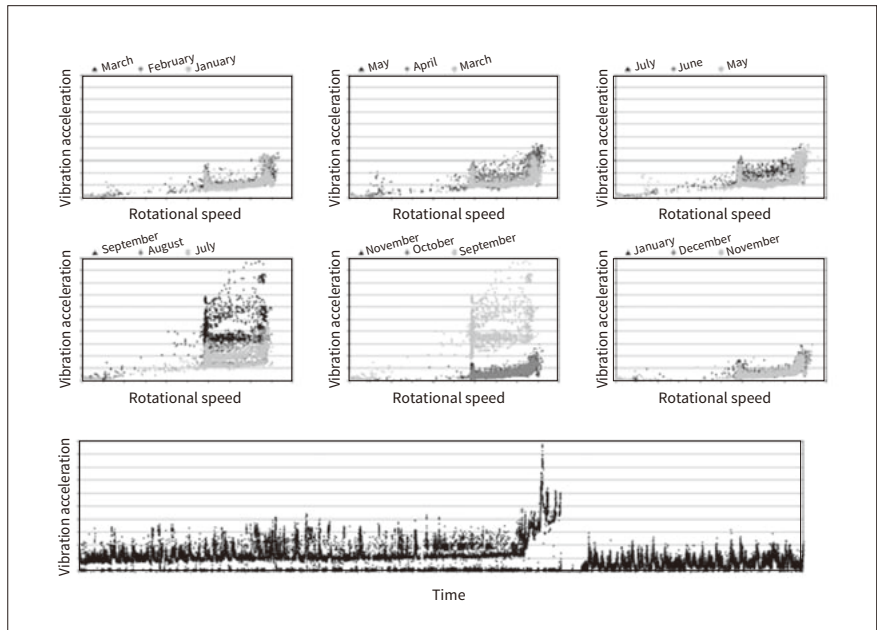 March February January
May April March
July June May
Vibration acceleration
Vibration acceleration
Vibration acceleration
Rotational speed
Rotational speed
Rotational speed
September August July
November October September
January December November
Vibration acceleration
Vibration acceleration
Vibration acceleration
Rotational speed
Rotational speed
Rotational speed
Vibration acceleration
Time